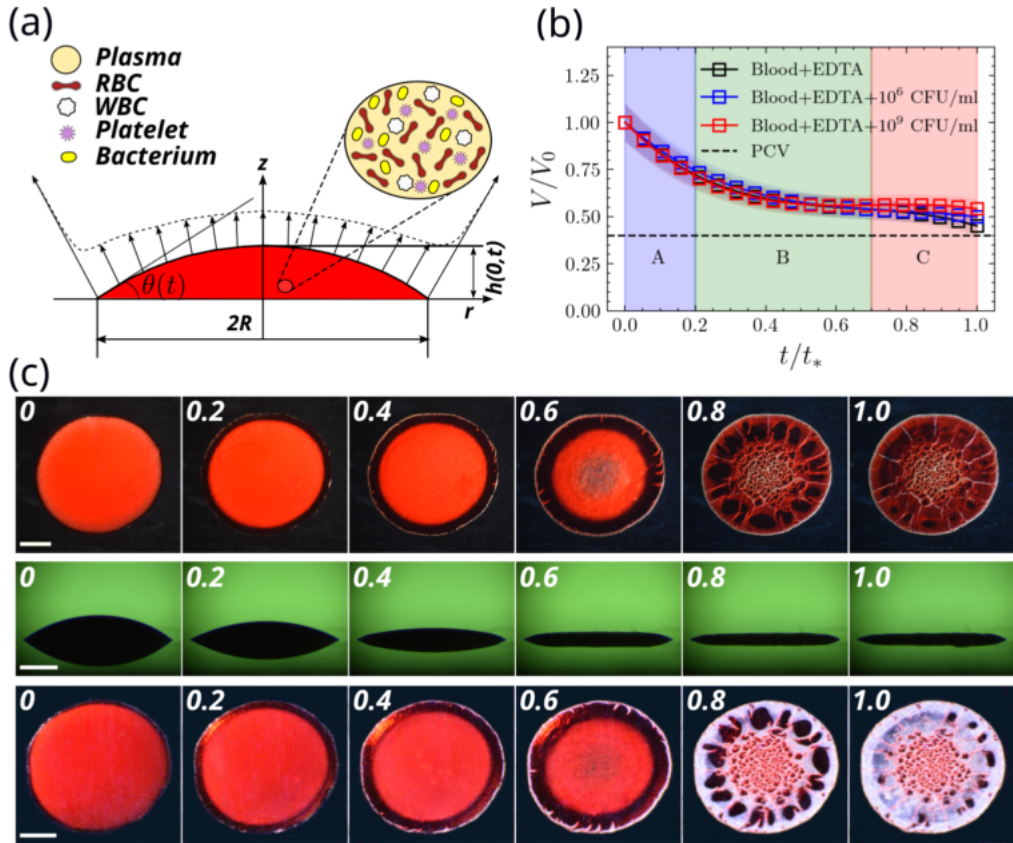 (a)
Plasma
RBC
WBC
Platelet
Bacterium
z
θ(t)
h(0,t)
r
2R
(b)
1.25
1.00
0.75
0.50
0.25
0.00
V/V₀
Blood+EDTA
Blood+EDTA+10⁶ CFU/ml
Blood+EDTA+10⁹ CFU/ml
PCV
A
B
C
0.0 0.2 0.4 0.6 0.8 1.0
t/t*
(c)
0 0.2 0.4 0.6 0.8 1.0
0 0.2 0.4 0.6 0.8 1.0
0 0.2 0.4 0.6 0.8 1.0